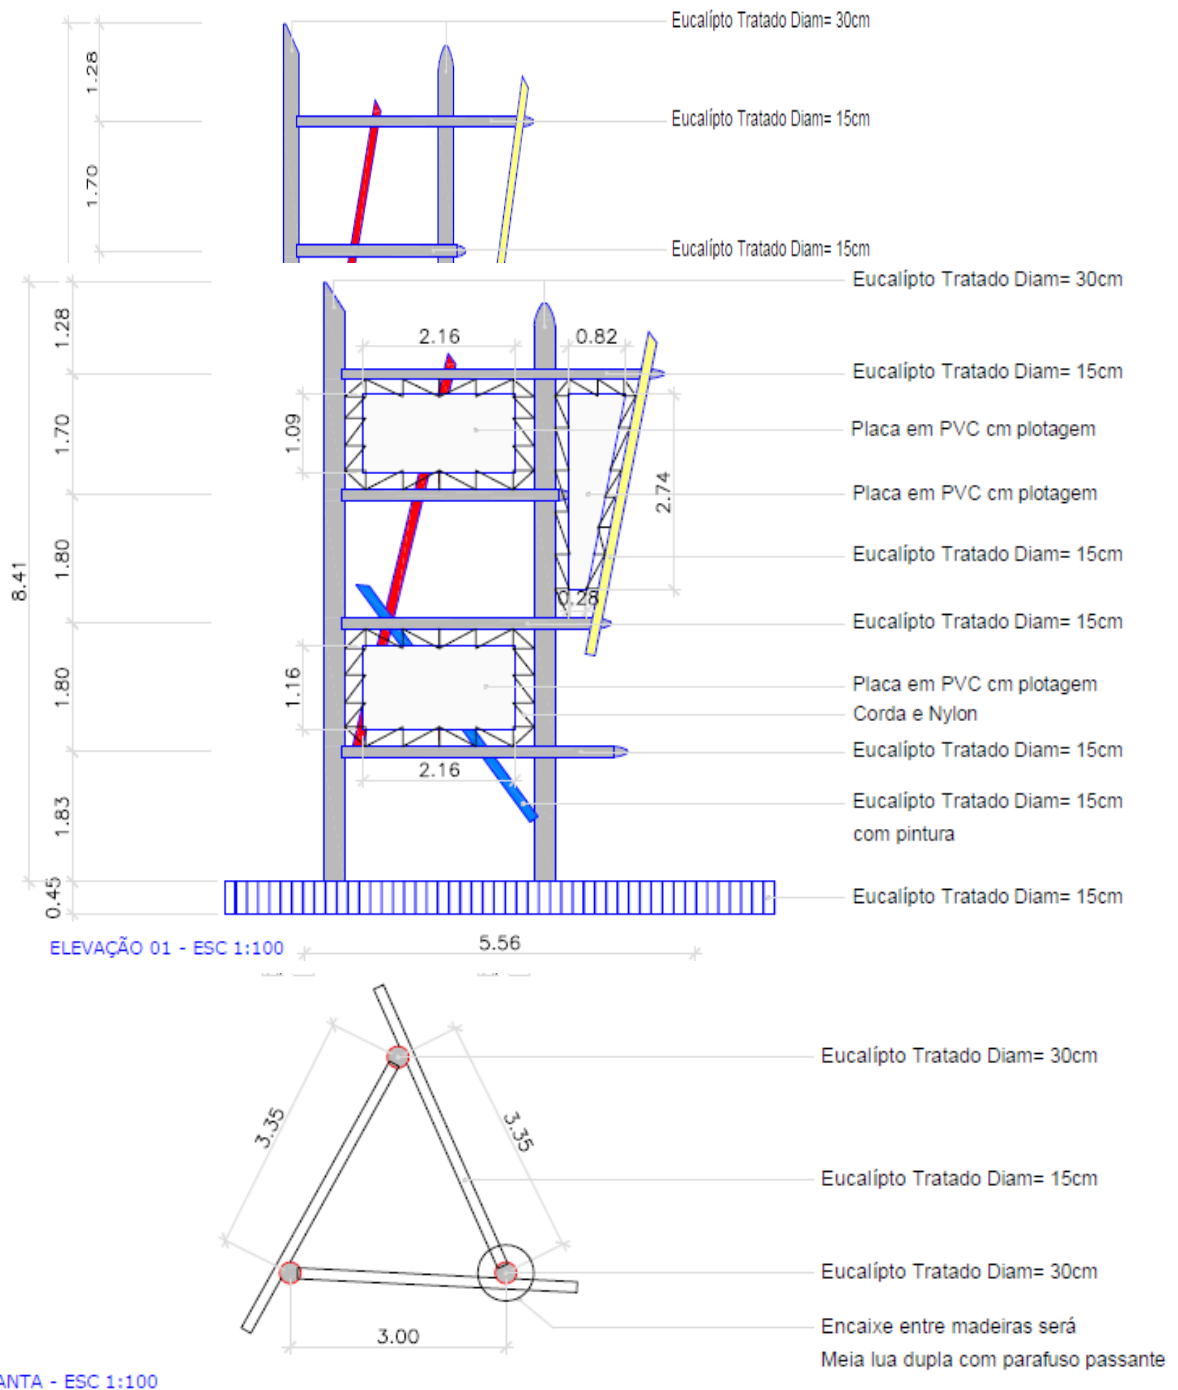 Eucalípto Tratado Diam= 30cm
1.28
Eucalípto Tratado Diam= 15cm
1.70
Eucalípto Tratado Diam= 15cm
Eucalípto Tratado Diam= 30cm
1.28
2.16
0.82
Eucalípto Tratado Diam= 15cm
1.70
1.09
Placa em PVC cm plotagem
2.74
Placa em PVC cm plotagem
8.41
1.80
Eucalípto Tratado Diam= 15cm
0.28
Eucalípto Tratado Diam= 15cm
1.80
1.16
Placa em PVC cm plotagem
Corda e Nylon
Eucalípto Tratado Diam= 15cm
2.16
1.83
Eucalípto Tratado Diam= 15cm
com pintura
0.45
Eucalípto Tratado Diam= 15cm
ELEVAÇÃO 01 - ESC 1:100
5.56
Eucalípto Tratado Diam= 30cm
3.35
3.35
Eucalípto Tratado Diam= 15cm
Eucalípto Tratado Diam= 30cm
3.00
Encaixe entre madeiras será
Meia lua dupla com parafuso passante
ANTA - ESC 1:100